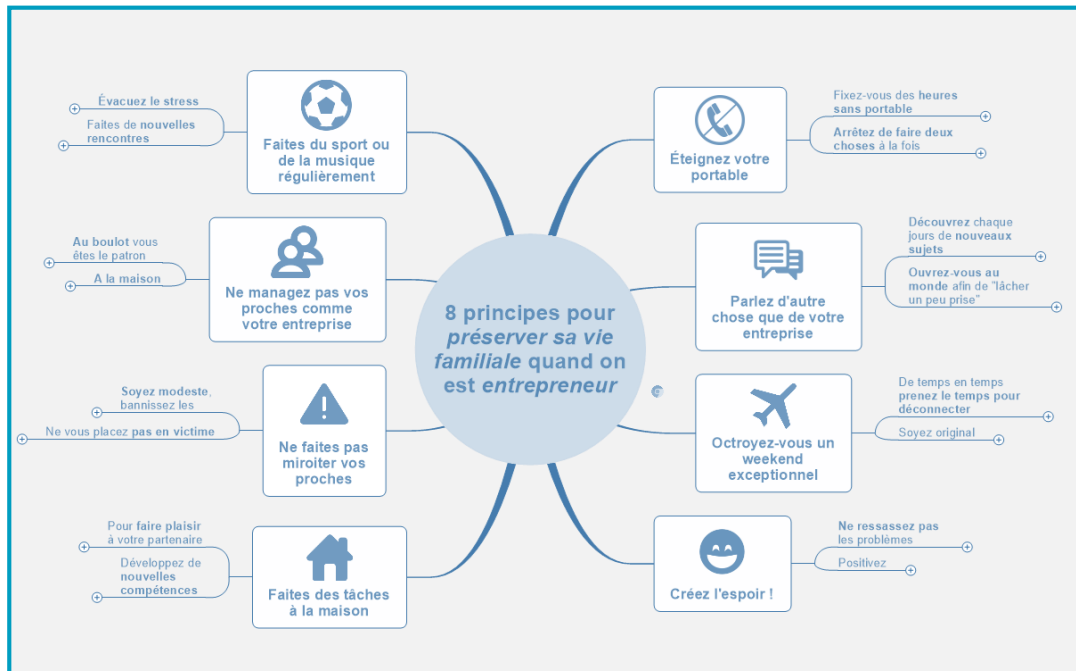 8 principes pour
préserver sa vie
familiale quand on
est entrepreneur
Éteignez votre
portable
Fixez-vous des heures
sans portable
Arrêtez de faire deux
choses à la fois
Parlez d'autre
chose que de votre
entreprise
Découvrez chaque
jours de nouveaux
sujets
Ouvrez-vous au
monde afin de "lâcher
un peu prise"
Octroyez-vous un
weekend
exceptionnel
De temps en temps
prenez le temps pour
déconnecter
Soyez original
Créez l'espoir !
Ne ressassez pas
les problèmes
Positivez
Faites du sport ou
de la musique
régulièrement
Évacuez le stress
Faites de nouvelles
rencontres
Ne managez pas vos
proches comme
votre entreprise
Au boulot vous
êtes le patron
A la maison
Ne faites pas
miroiter vos
proches
Soyez modeste,
bannissez les
Ne vous placez pas en victime
Faites des tâches
à la maison
Pour faire plaisir
à votre partenaire
Développez de
nouvelles
compétences